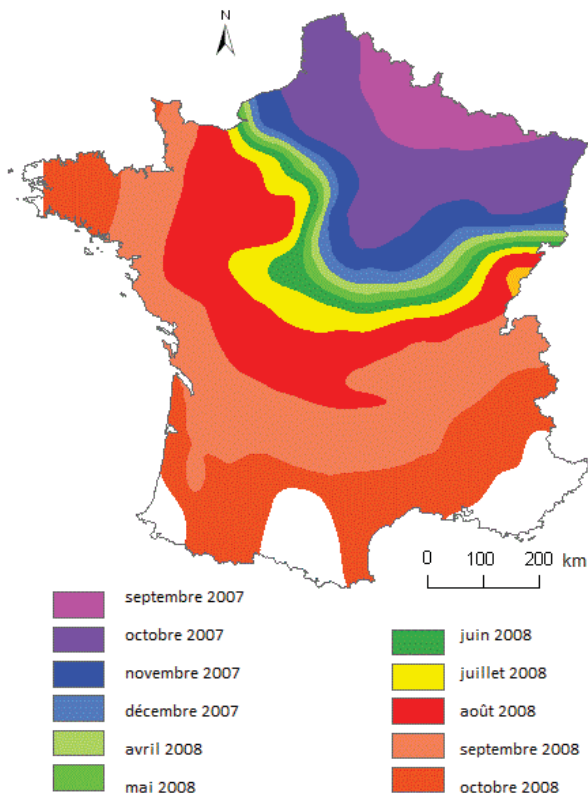 N
0 100 200 km
septembre 2007
octobre 2007
novembre 2007
décembre 2007
avril 2008
mai 2008
juin 2008
juillet 2008
août 2008
septembre 2008
octobre 2008